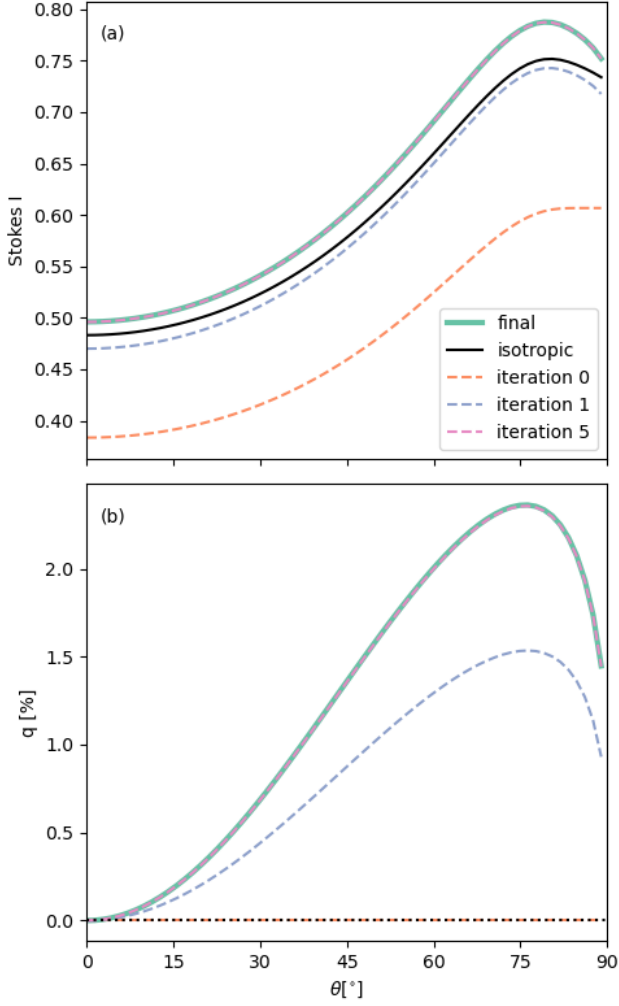 0.80
(a)
0.75
0.70
0.65
0.60
0.55
0.50
0.45
0.40
Stokes I
final
isotropic
iteration 0
iteration 1
iteration 5
(b)
2.0
1.5
1.0
0.5
0.0
q [%]
0 15 30 45 60 75 90
θ[°]